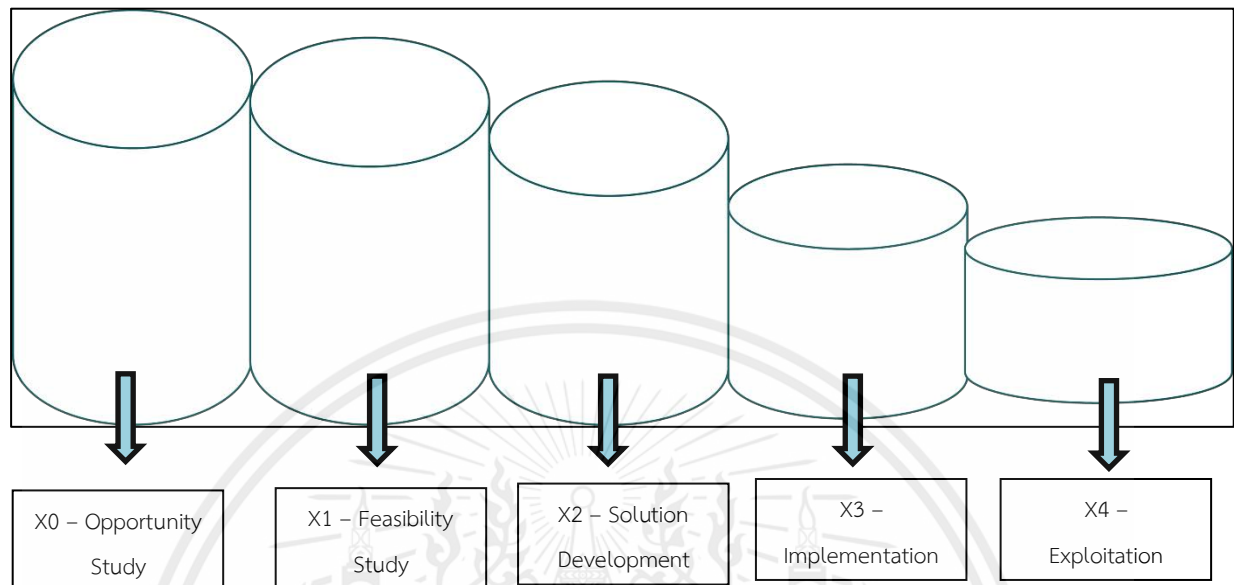 X0 – Opportunity
Study
X1 – Feasibility
Study
X2 – Solution
Development
X3 –
Implementation
X4 –
Exploitation